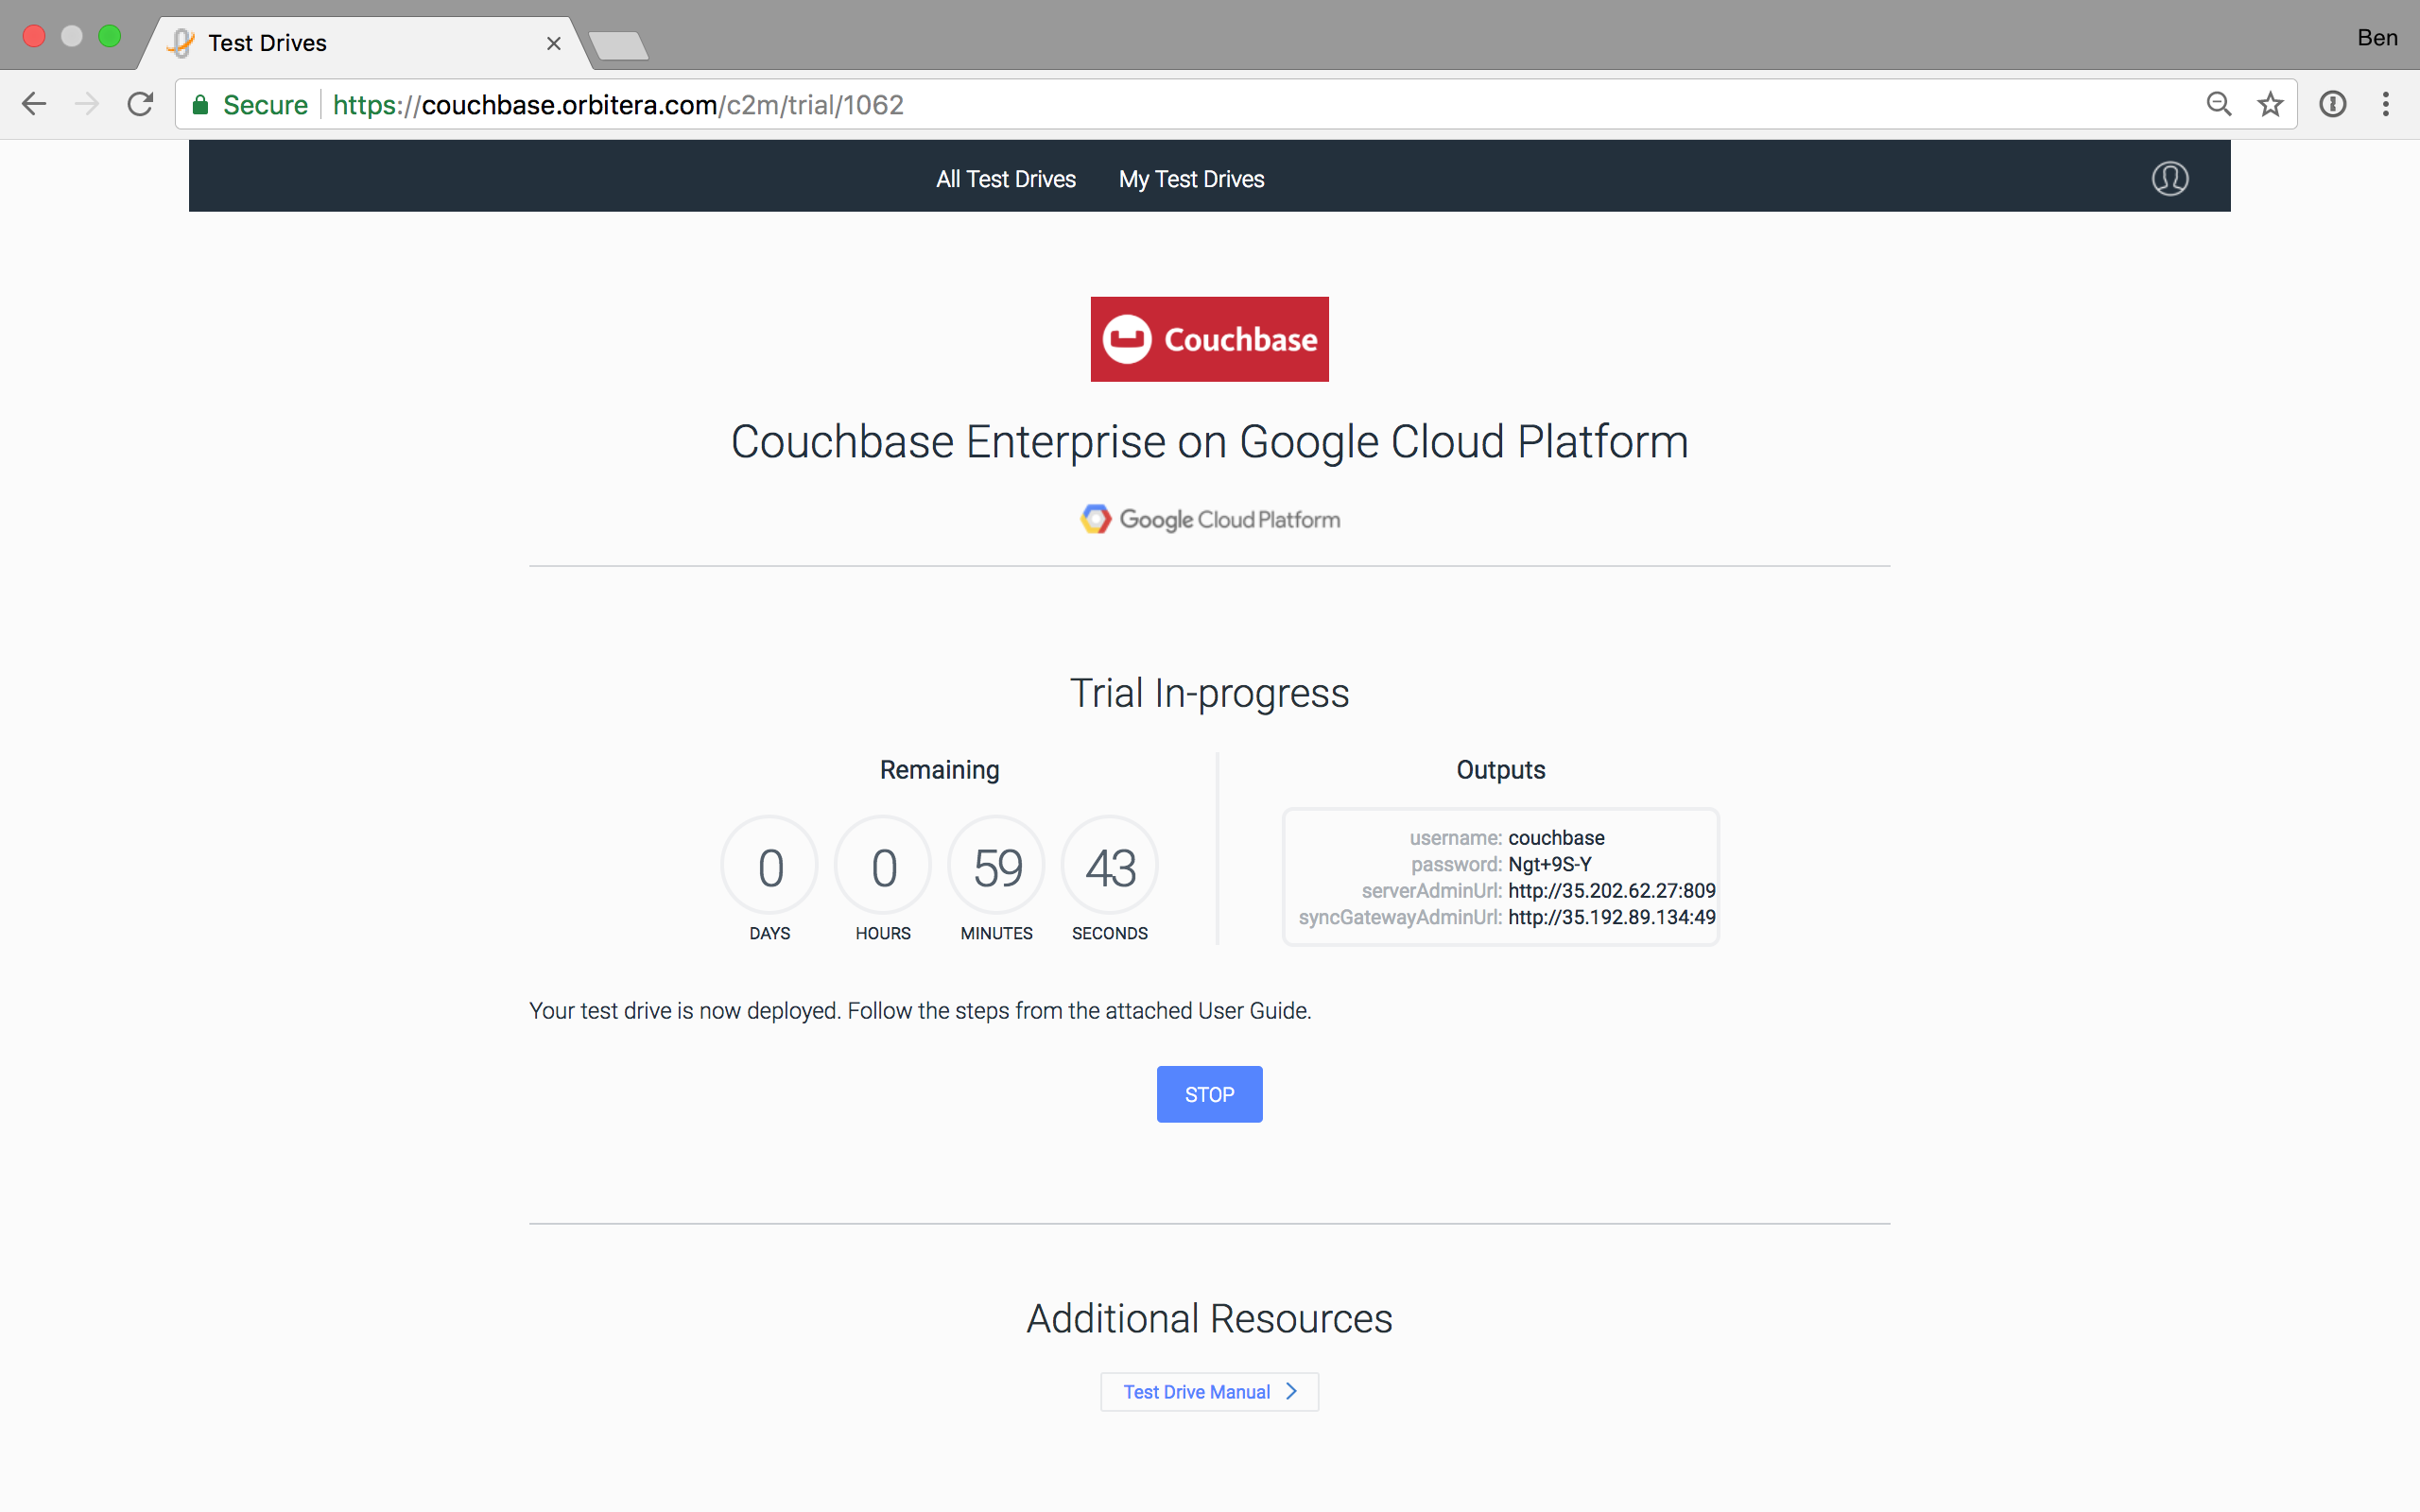 Test Drives
Ben
Secure https://couchbase.orbitera.com/c2m/trial/1062
All Test Drives My Test Drives
Couchbase
Couchbase Enterprise on Google Cloud Platform
Google Cloud Platform
Trial In-progress
Remaining
0 0 59 43
DAYS HOURS MINUTES SECONDS
Outputs
username: couchbase
password: Ngt+9S-Y
serverAdminUrl: http://35.202.62.27:809
syncGatewayAdminUrl: http://35.192.89.134:49
Your test drive is now deployed. Follow the steps from the attached User Guide.
STOP
Additional Resources
Test Drive Manual